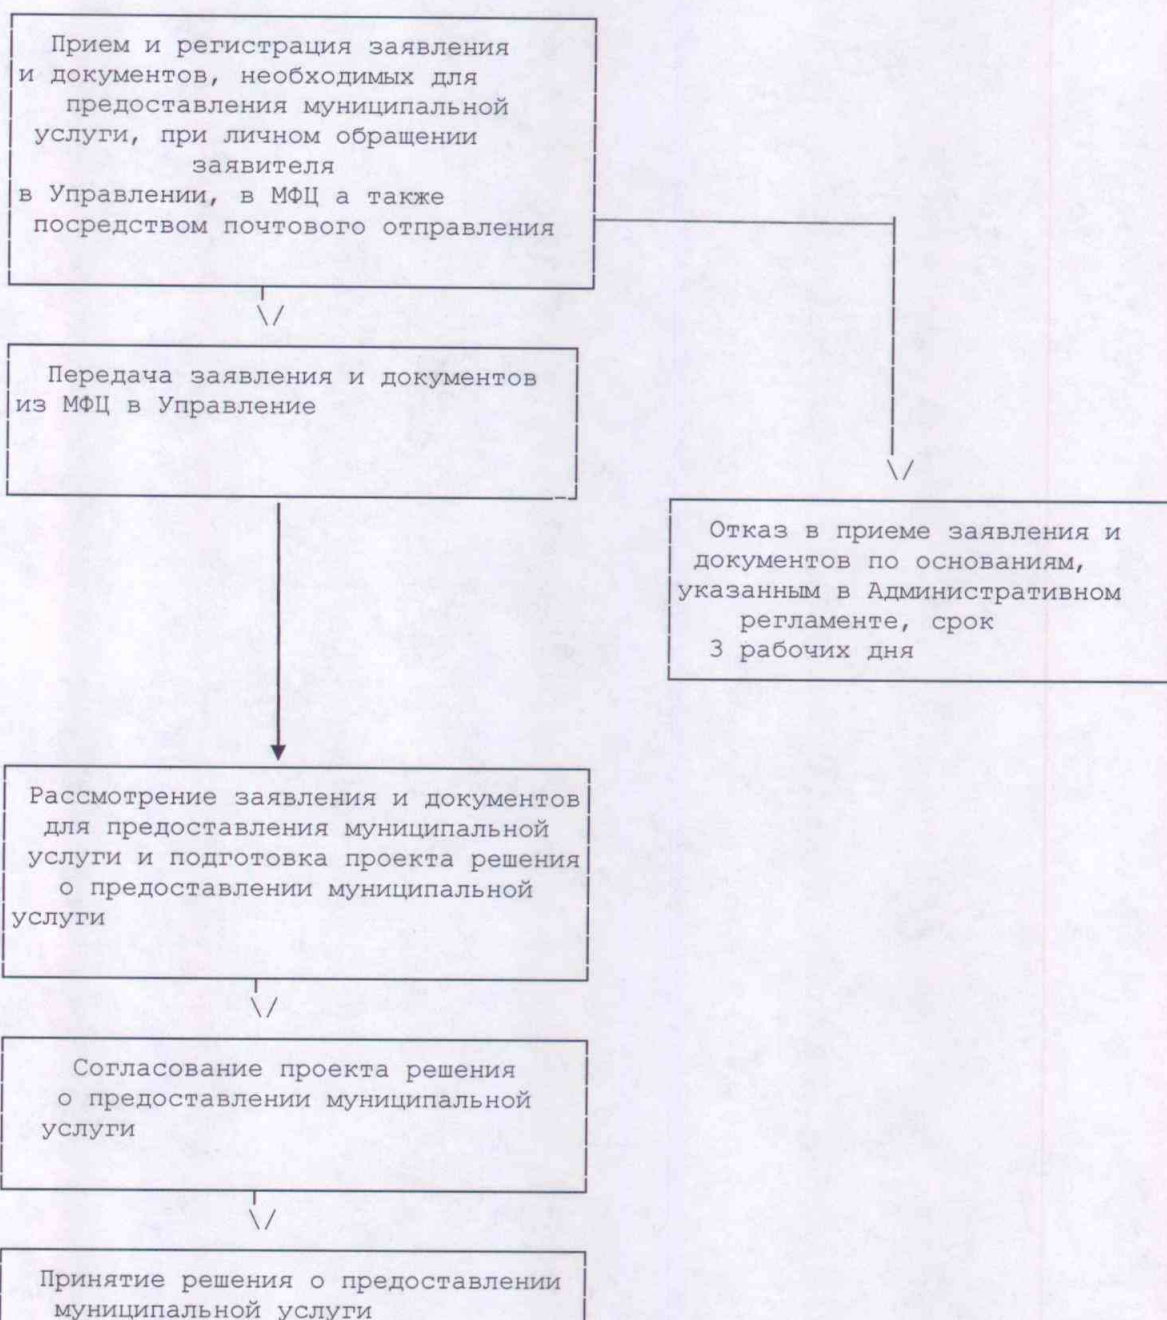 Прием и регистрация заявления
и документов, необходимых для
предоставления муниципальной
услуги, при личном обращении
заявителя
в Управлении, в МФЦ а также
посредством почтового отправления
Передача заявления и документов
из МФЦ в Управление
Отказ в приеме заявления и
документов по основаниям,
указанным в Административном
регламенте, срок
3 рабочих дня
Рассмотрение заявления и документов
для предоставления муниципальной
услуги и подготовка проекта решения
о предоставлении муниципальной
услуги
Согласование проекта решения
о предоставлении муниципальной
услуги
Принятие решения о предоставлении
муниципальной услуги